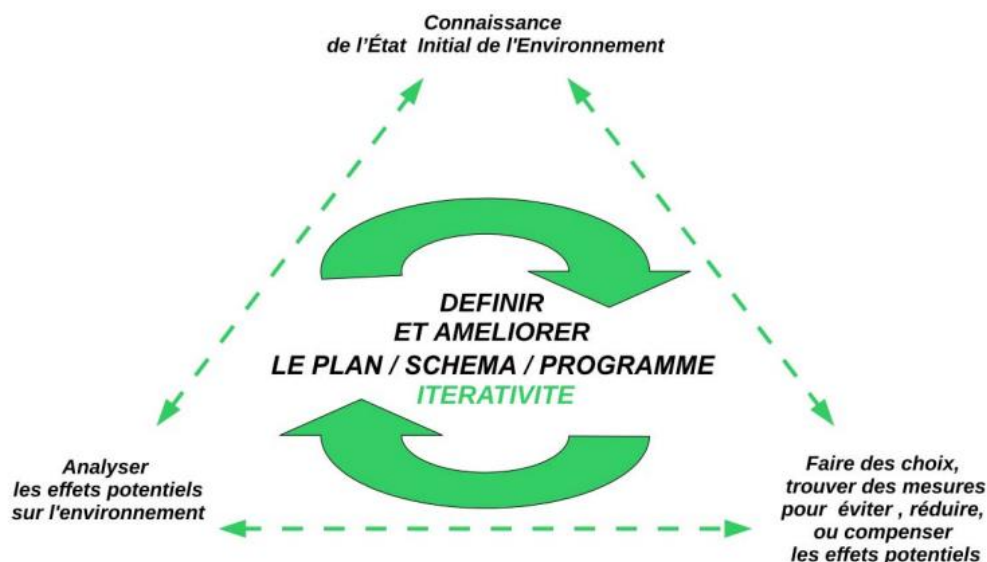 Connaissance
de l'État Initial de l'Environnement
DEFINIR
ET AMELIORER
LE PLAN / SCHEMA / PROGRAMME
ITERATIVITE
Analyser
les effets potentiels
sur l'environnement
Faire des choix,
trouver des mesures
pour éviter , réduire,
ou compenser
les effets potentiels